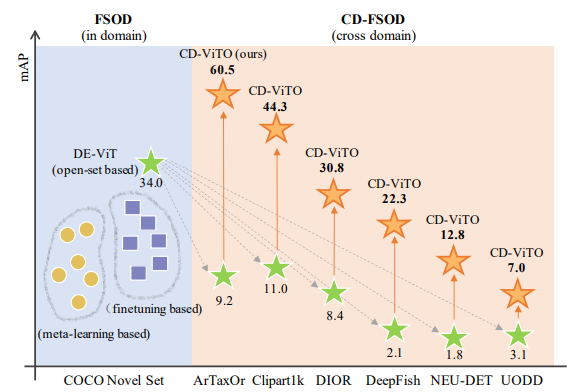 FSOD
(in domain)
CD-FSOD
(cross domain)
mAP
CD-ViTO (ours)
60.5
CD-ViTO
44.3
CD-ViTO
30.8
CD-ViTO
22.3
CD-ViTO
12.8
CD-ViTO
7.0
DE-ViT
(open-set based)
34.0
(finetuning based)
(meta-learning based)
9.2
11.0
8.4
2.1
1.8
3.1
COCO Novel Set
ArTaxOr
Clipart1k
DIOR
DeepFish
NEU-DET
UODD